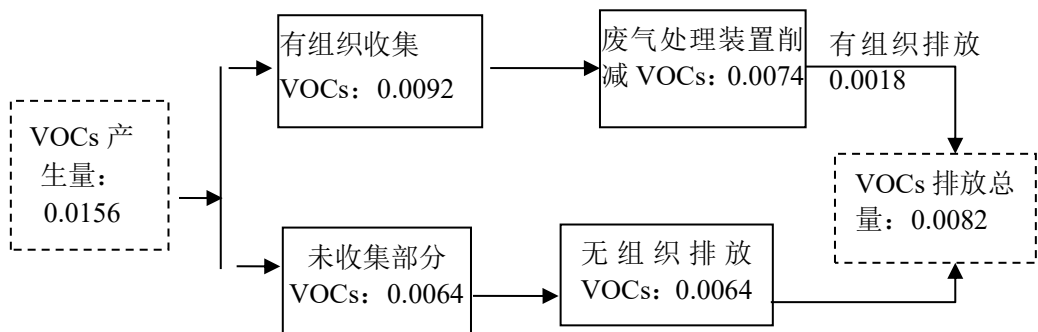 VOCs 产
生量：
0.0156
有组织收集
VOCs：0.0092
废气处理装置削
减 VOCs：0.0074
有组织排放
0.0018
未收集部分
VOCs：0.0064
无组织排放
VOCs：0.0064
VOCs 排放总
量：0.0082